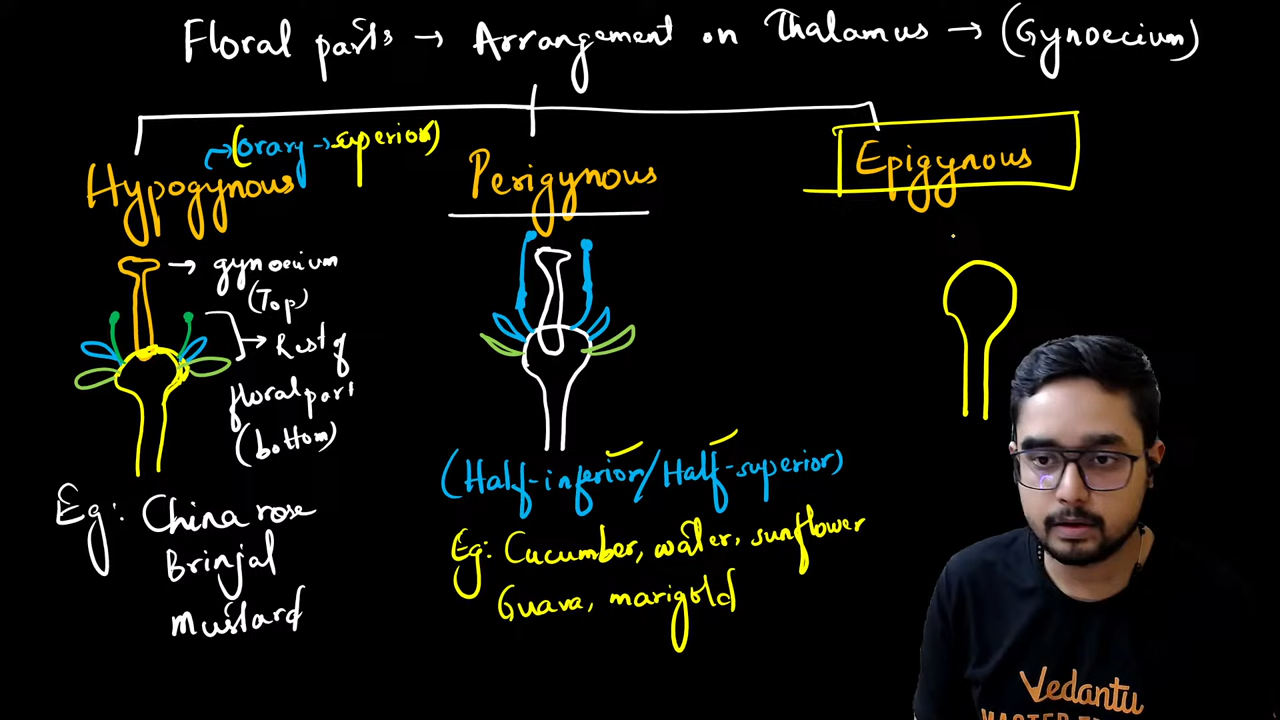 Floral parts → Arrangement on Thalamus → (Gynoecium)
(ovary → superior)
Hypogynous
Perigynous
Epigynous
→ gynoecium
(Top)
→ Rest of
floral part
(bottom)
(Half-inferior/Half-superior)
Eg: China rose
Brinjal
Mustard
Eg: Cucumber, water, sunflower
Guava, marigold
Vedantu